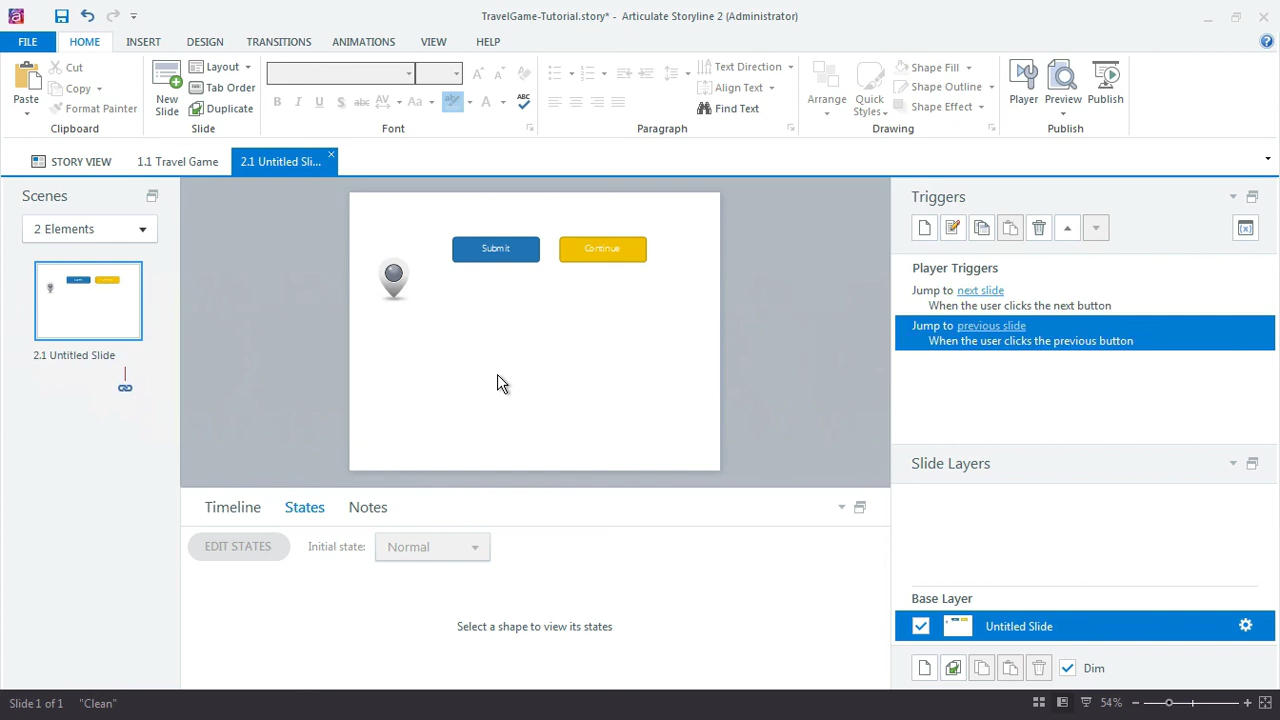 TravelGame-Tutorial.story* - Articulate Storyline 2 (Administrator)
FILE
HOME
INSERT
DESIGN
TRANSITIONS
ANIMATIONS
VIEW
HELP
Paste
Cut
Copy
Format Painter
Clipboard
New Slide
Layout
Tab Order
Duplicate
Slide
B I U S abc AV Aa A ABC
Font
Text Direction
Align Text
Find Text
Paragraph
Arrange
Quick Styles
Shape Fill
Shape Outline
Shape Effect
Drawing
Player
Preview
Publish
Publish
STORY VIEW
1.1 Travel Game
2.1 Untitled Sli...
Scenes
2 Elements
2.1 Untitled Slide
Submit
Continue
Timeline
States
Notes
EDIT STATES
Initial state:
Normal
Select a shape to view its states
Triggers
Player Triggers
Jump to next slide
When the user clicks the next button
Jump to previous slide
When the user clicks the previous button
Slide Layers
Base Layer
Untitled Slide
Dim
Slide 1 of 1
"Clean"
54%